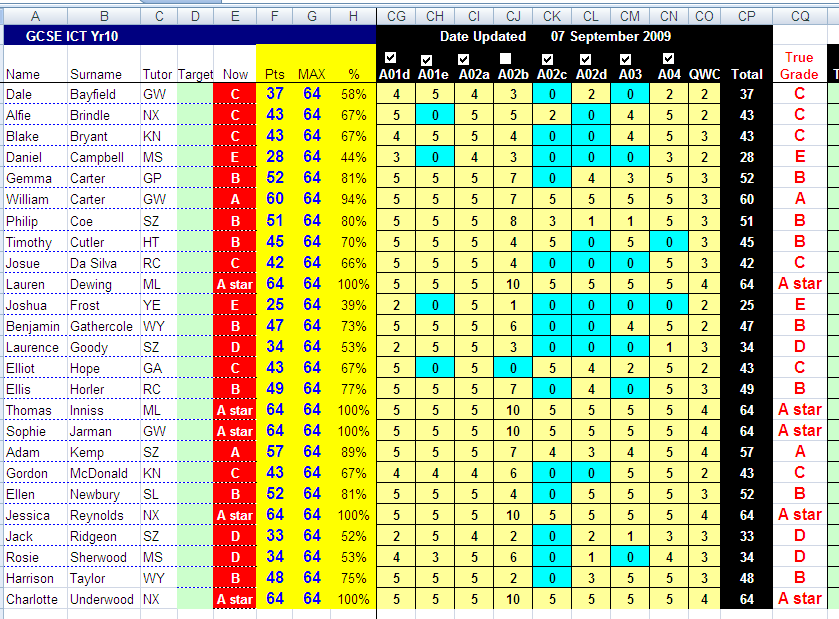 A B C D E F G H CG CH CI CJ CK CL CM CN CO CP CQ
GCSE ICT Yr10 Date Updated 07 September 2009
True
Name Surname Tutor Target Now Pts MAX % A01d A01e A02a A02b A02c A02d A03 A04 QWC Total Grade
Dale Bayfield GW C 37 64 58% 4 5 4 3 0 2 0 2 2 37 C
Alfie Brindle NX C 43 64 67% 5 0 5 5 2 0 4 5 2 43 C
Blake Bryant KN C 43 64 67% 4 5 5 4 0 0 4 5 3 43 C
Daniel Campbell MS E 28 64 44% 3 0 4 3 0 0 0 3 2 28 E
Gemma Carter GP B 52 64 81% 5 5 5 7 0 4 3 5 3 52 B
William Carter GW A 60 64 94% 5 5 5 7 5 5 5 5 3 60 A
Philip Coe SZ B 51 64 80% 5 5 5 8 3 1 1 5 3 51 B
Timothy Cutler HT B 45 64 70% 5 5 5 4 5 0 5 0 3 45 B
Josue Da Silva RC C 42 64 66% 5 5 5 4 0 0 0 5 3 42 C
Lauren Dewing ML A star 64 64 100% 5 5 5 10 5 5 5 5 4 64 A star
Joshua Frost YE E 25 64 39% 2 0 5 1 0 0 0 0 2 25 E
Benjamin Gathercole WY B 47 64 73% 5 5 5 6 0 0 4 5 2 47 B
Laurence Goody SZ D 34 64 53% 2 5 5 3 0 0 0 1 3 34 D
Elliot Hope GA C 43 64 67% 5 0 5 0 5 4 2 5 2 43 C
Ellis Horler RC B 49 64 77% 5 5 5 7 0 4 0 5 3 49 B
Thomas Inniss ML A star 64 64 100% 5 5 5 10 5 5 5 5 4 64 A star
Sophie Jarman GW A star 64 64 100% 5 5 5 10 5 5 5 5 4 64 A star
Adam Kemp SZ A 57 64 89% 5 5 5 7 4 3 4 5 4 57 A
Gordon McDonald KN C 43 64 67% 4 4 4 6 0 0 5 5 2 43 C
Ellen Newbury SL B 52 64 81% 5 5 5 4 0 5 5 5 3 52 B
Jessica Reynolds NX A star 64 64 100% 5 5 5 10 5 5 5 5 4 64 A star
Jack Ridgeon SZ D 33 64 52% 2 5 4 2 0 2 1 3 3 33 D
Rosie Sherwood MS D 34 64 53% 4 3 5 6 0 1 0 4 3 34 D
Harrison Taylor WY B 48 64 75% 5 5 5 2 0 3 5 5 3 48 B
Charlotte Underwood NX A star 64 64 100% 5 5 5 10 5 5 5 5 4 64 A star